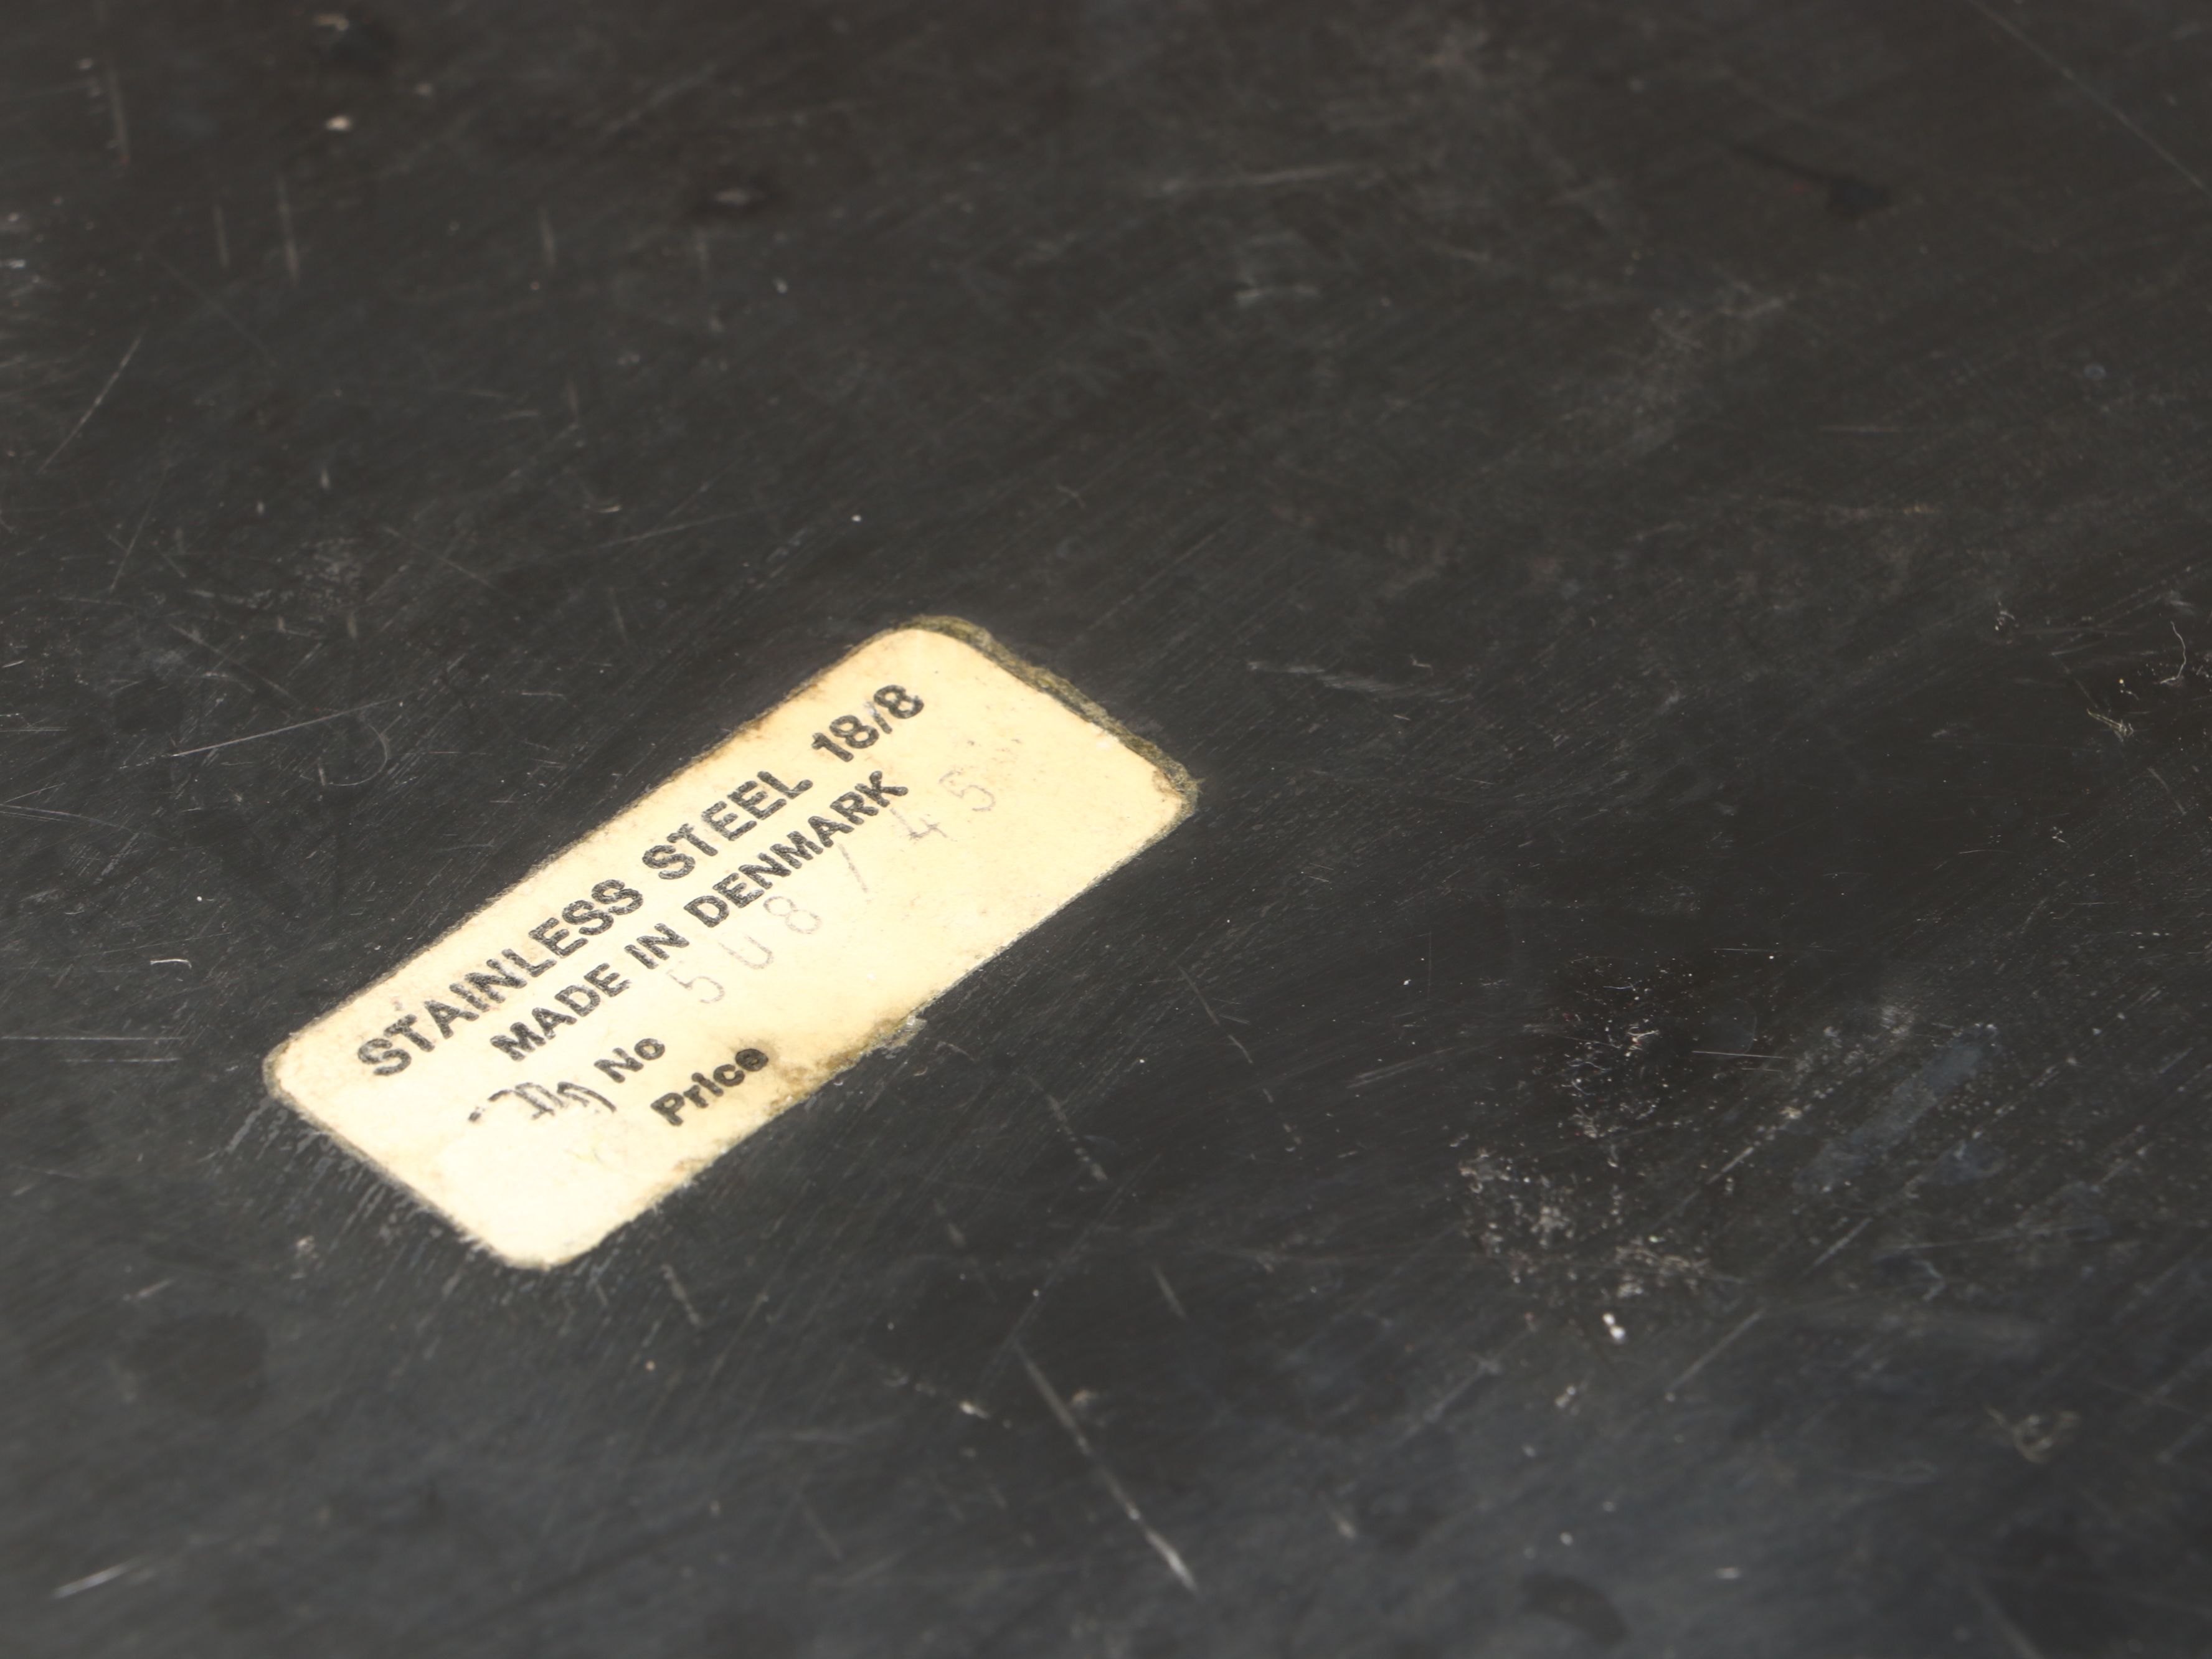 STAINLESS STEEL 18/8
MADE IN DENMARK
No 508/45
Price